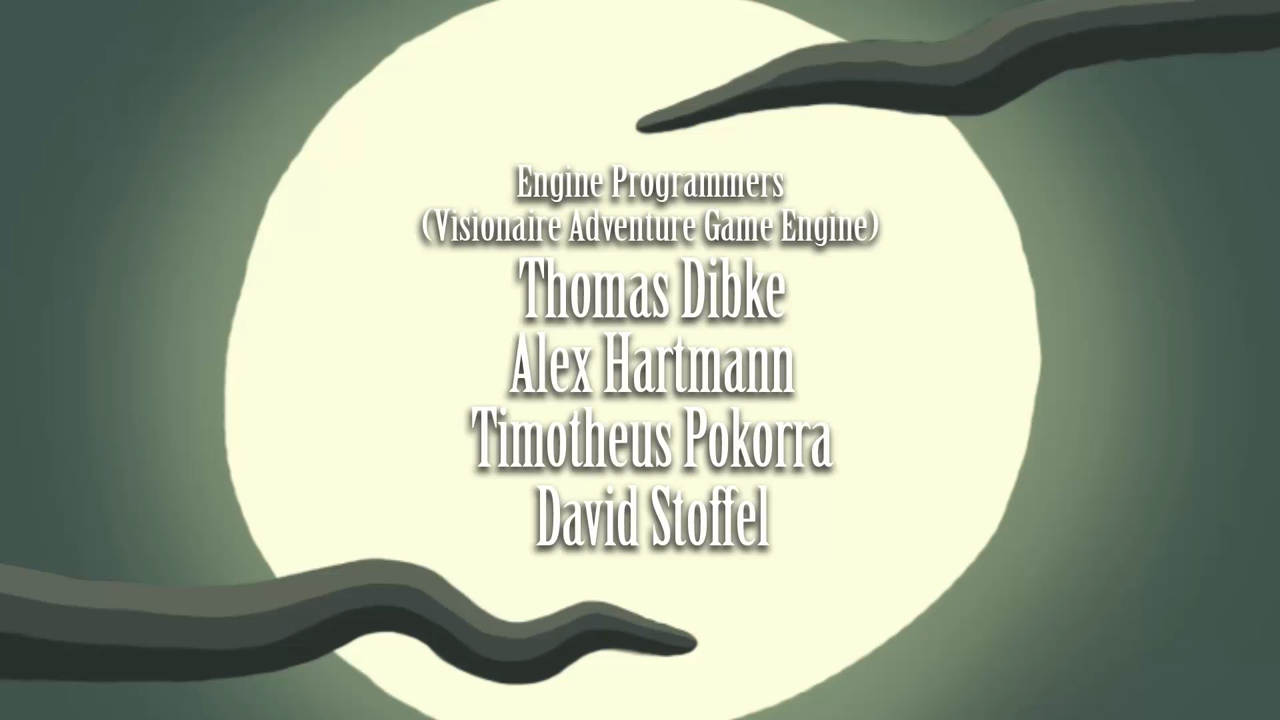 Engine Programmers
(Visionaire Adventure Game Engine)
Thomas Dibke
Alex Hartmann
Timotheus Pokorra
David Stoffel